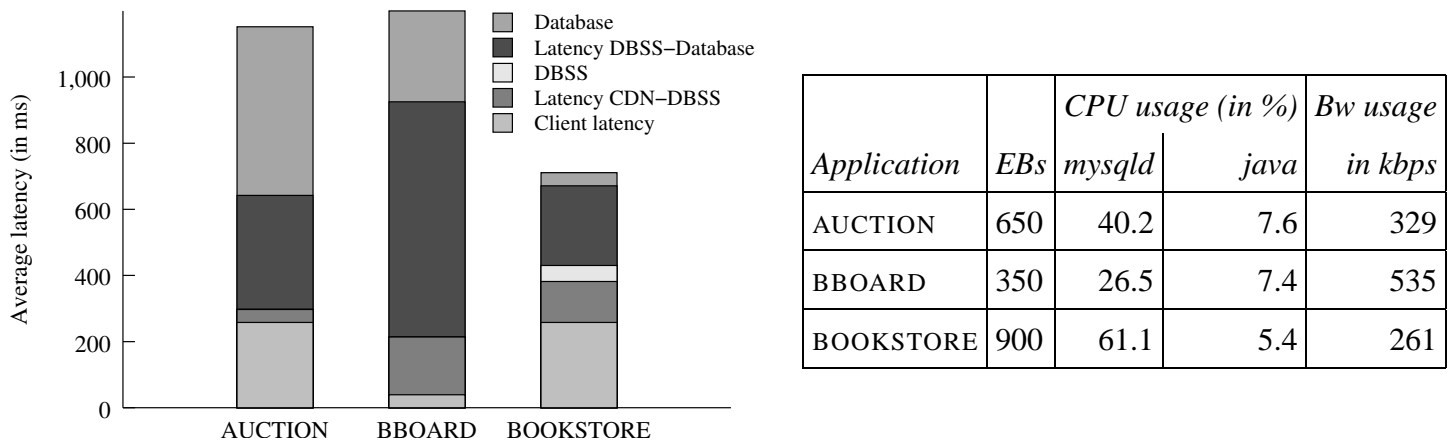 Average latency (in ms)
1,000
800
600
400
200
0
AUCTION BBOARD BOOKSTORE
Database
Latency DBSS−Database
DBSS
Latency CDN−DBSS
Client latency
CPU usage (in %) Bw usage
Application EBs mysqld java in kbps
AUCTION 650 40.2 7.6 329
BBOARD 350 26.5 7.4 535
BOOKSTORE 900 61.1 5.4 261